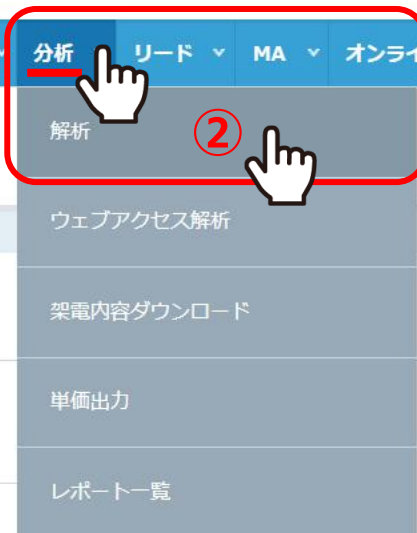 分析 リード MA オンライ
解析
②
ウェブアクセス解析
架電内容ダウンロード
単価出力
レポート一覧